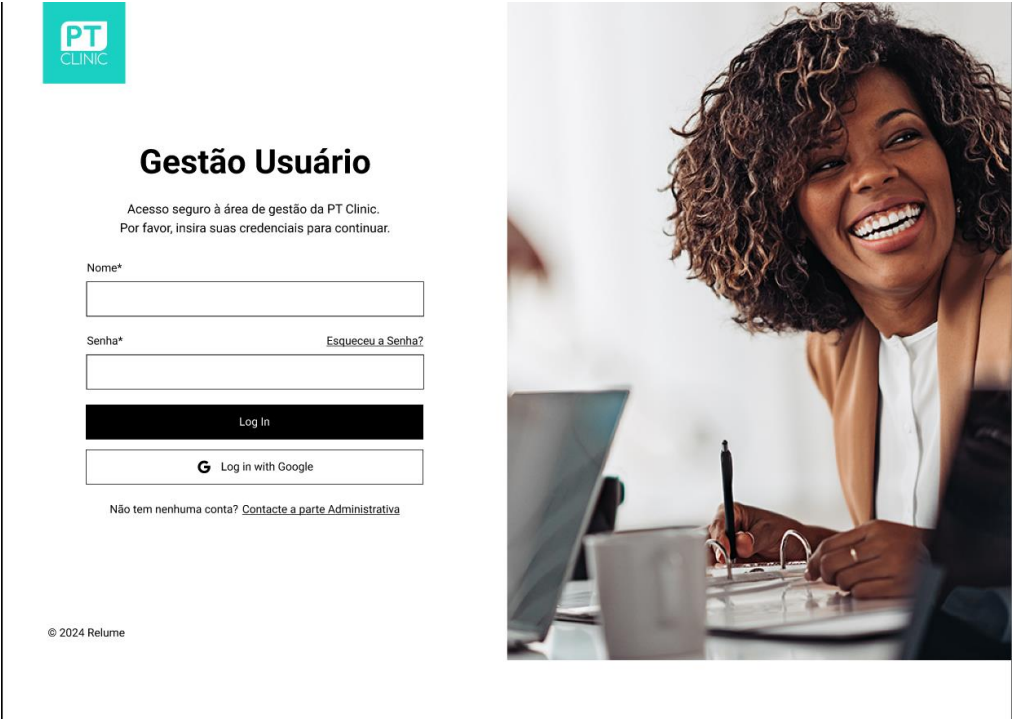 PT
CLINIC
Gestão Usuário
Acesso seguro à área de gestão da PT Clinic.
Por favor, insira suas credenciais para continuar.
Nome*
Senha* Esqueceu a Senha?
Log In
G Log in with Google
Não tem nenhuma conta? Contacte a parte Administrativa
© 2024 Relume